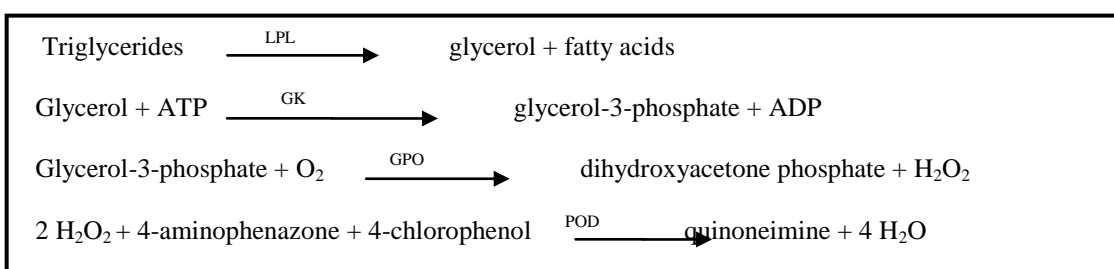 Triglycerides LPL glycerol + fatty acids
Glycerol + ATP GK glycerol-3-phosphate + ADP
Glycerol-3-phosphate + O₂ GPO dihydroxyacetone phosphate + H₂O₂
2 H₂O₂ + 4-aminophenazone + 4-chlorophenol POD quinoneimine + 4 H₂O